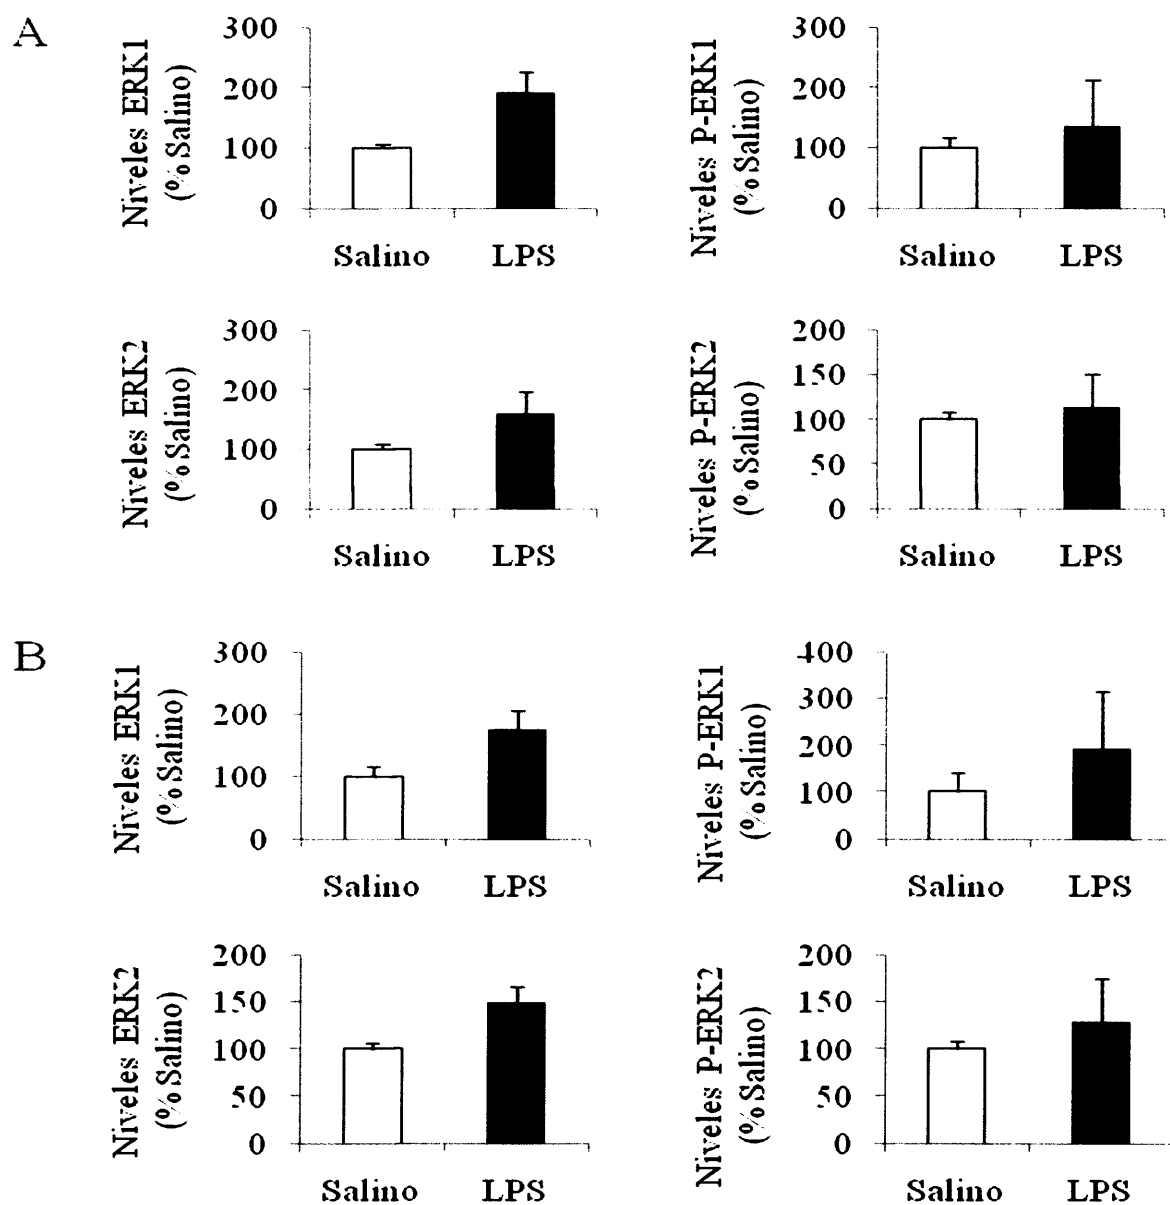 A
Niveles ERK1
(% Salino)
300
200
100
0
Salino LPS
Niveles P-ERK1
(% Salino)
300
200
100
0
Salino LPS
Niveles ERK2
(% Salino)
300
200
100
0
Salino LPS
Niveles P-ERK2
(% Salino)
200
150
100
50
0
Salino LPS
B
Niveles ERK1
(% Salino)
300
200
100
0
Salino LPS
Niveles P-ERK1
(% Salino)
400
300
200
100
0
Salino LPS
Niveles ERK2
(% Salino)
200
150
100
50
0
Salino LPS
Niveles P-ERK2
(% Salino)
200
150
100
50
0
Salino LPS